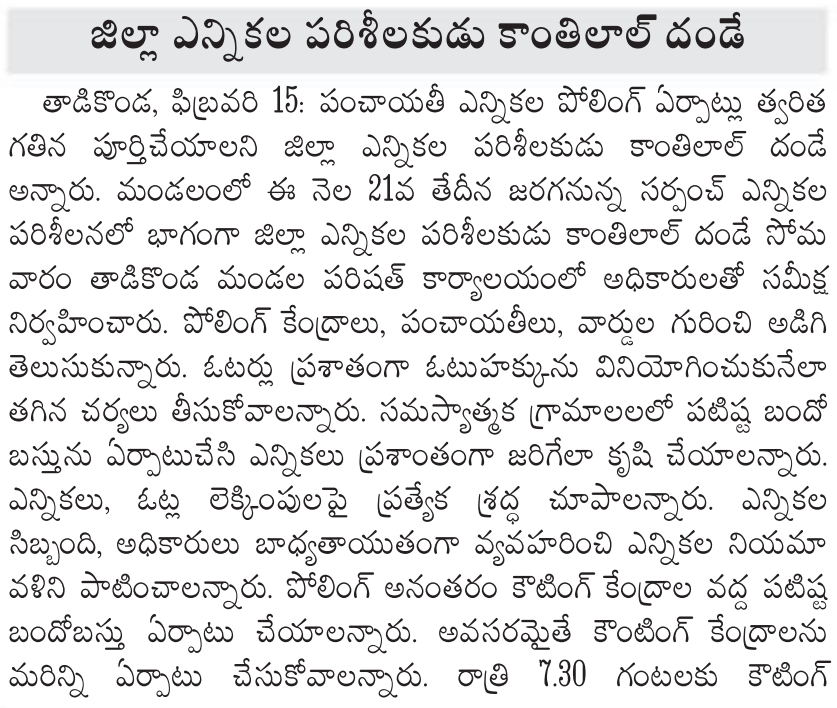 జిల్లా ఎన్నికల పరిశీలకుడు కాంతిలాల్ దండే
తాడికొండ, ఫిబ్రవరి 15: పంచాయతీ ఎన్నికల పోలింగ్ ఏర్పాట్లు త్వరిత
గతిన పూర్తిచేయాలని జిల్లా ఎన్నికల పరిశీలకుడు కాంతిలాల్ దండే
అన్నారు. మండలంలో ఈ నెల 21వ తేదీన జరగనున్న సర్పంచ్ ఎన్నికల
పరిశీలనలో భాగంగా జిల్లా ఎన్నికల పరిశీలకుడు కాంతిలాల్ దండే సోమ
వారం తాడికొండ మండల పరిషత్ కార్యాలయంలో అధికారులతో సమీక్ష
నిర్వహించారు. పోలింగ్ కేంద్రాలు, పంచాయతీలు, వార్డుల గురించి అడిగి
తెలుసుకున్నారు. ఓటర్లు ప్రశాతంగా ఓటుహక్కును వినియోగించుకునేలా
తగిన చర్యలు తీసుకోవాలన్నారు. సమస్యాత్మక గ్రామాలలలో పటిష్ట బందో
బస్తును ఏర్పాటుచేసి ఎన్నికలు ప్రశాంతంగా జరిగేలా కృషి చేయాలన్నారు.
ఎన్నికలు, ఓట్ల లెక్కింపులపై ప్రత్యేక శ్రద్ధ చూపాలన్నారు. ఎన్నికల
సిబ్బంది, అధికారులు బాధ్యతాయుతంగా వ్యవహరించి ఎన్నికల నియమా
వళిని పాటించాలన్నారు. పోలింగ్ అనంతరం కౌటింగ్ కేంద్రాల వద్ద పటిష్ట
బందోబస్తు ఏర్పాటు చేయాలన్నారు. అవసరమైతే కౌంటింగ్ కేంద్రాలను
మరిన్ని ఏర్పాటు చేసుకోవాలన్నారు. రాత్రి 7.30 గంటలకు కౌటింగ్